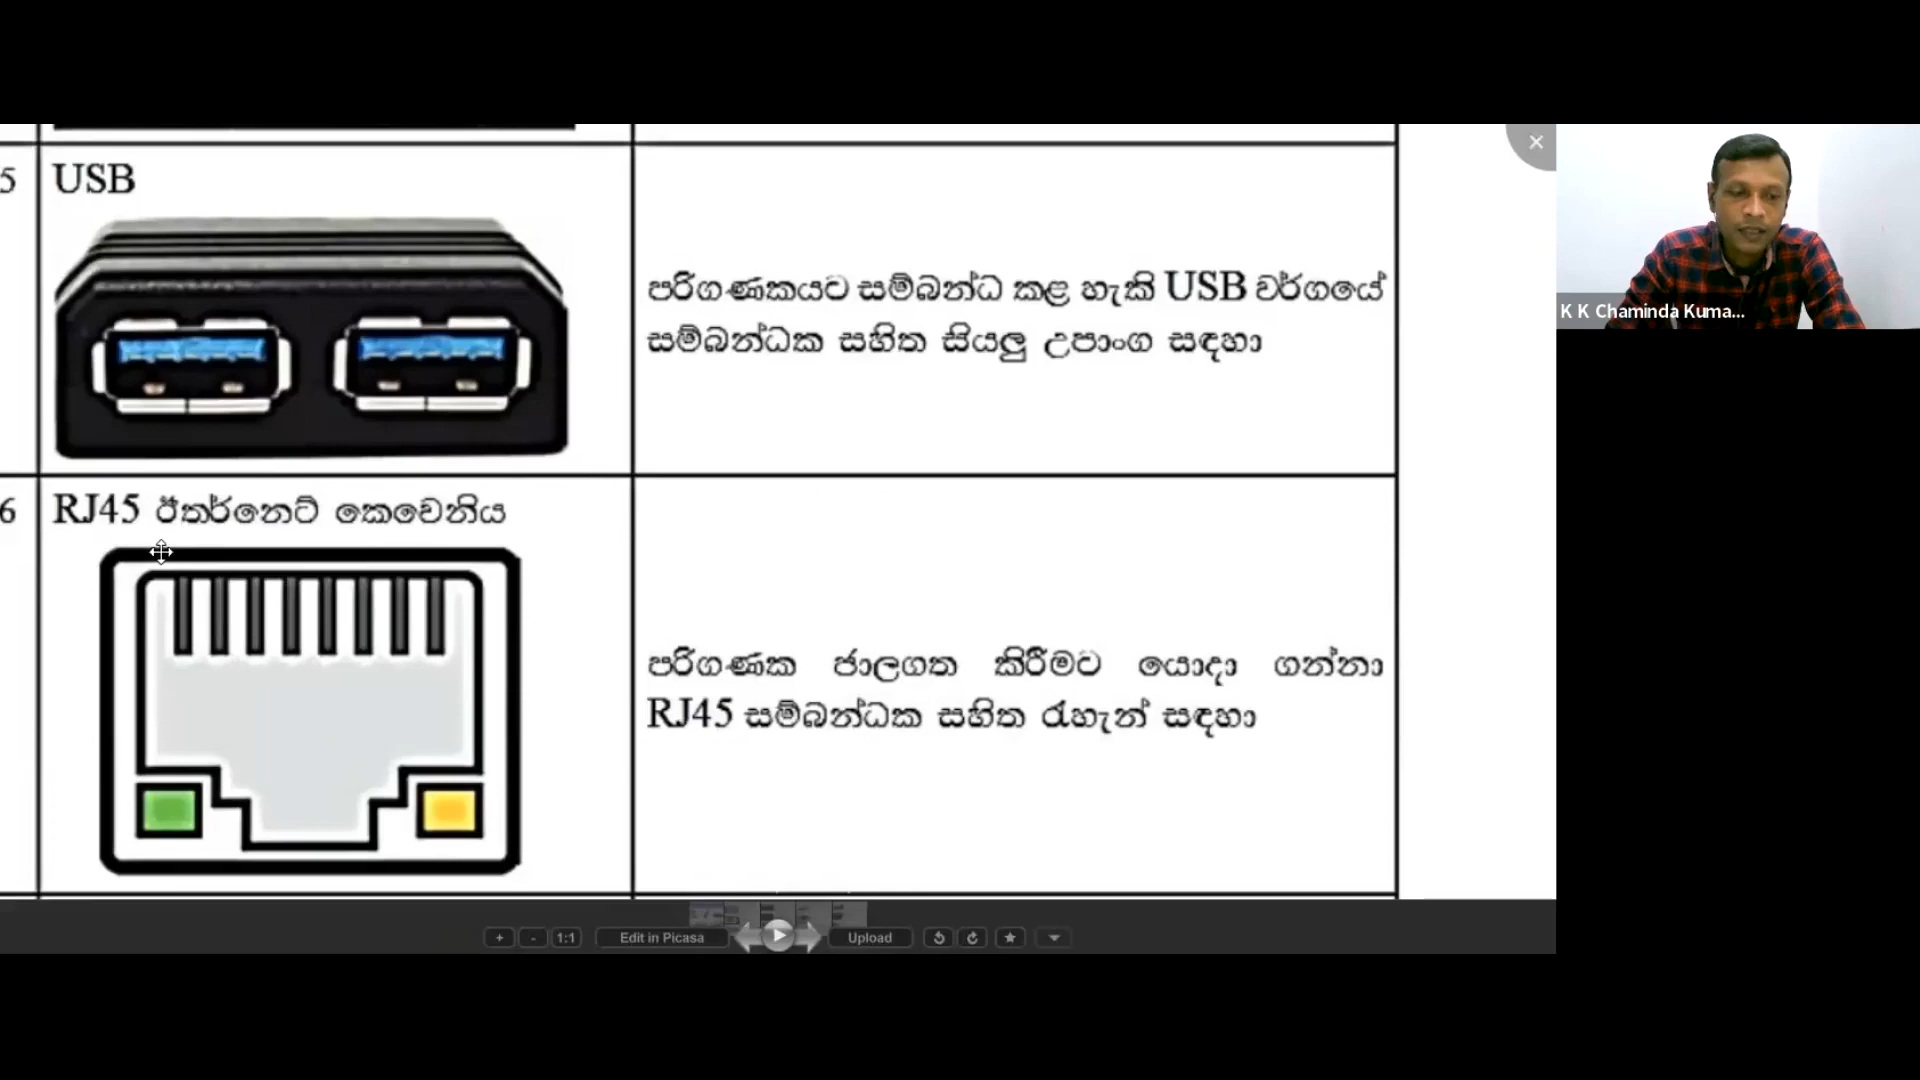 5
USB
පරිගණකයට සම්බන්ධ කළ හැකි USB වර්ගයේ
සම්බන්ධක සහිත සියලු උපාංග සඳහා
6
RJ45 ඊතර්නෙට් කෙවෙනිය
පරිගණක ජාලගත කිරීමට යොදා ගන්නා
RJ45 සම්බන්ධක සහිත රැහැන් සඳහා
K K Chaminda Kuma...
+ - 1:1 Edit in Picasa Upload